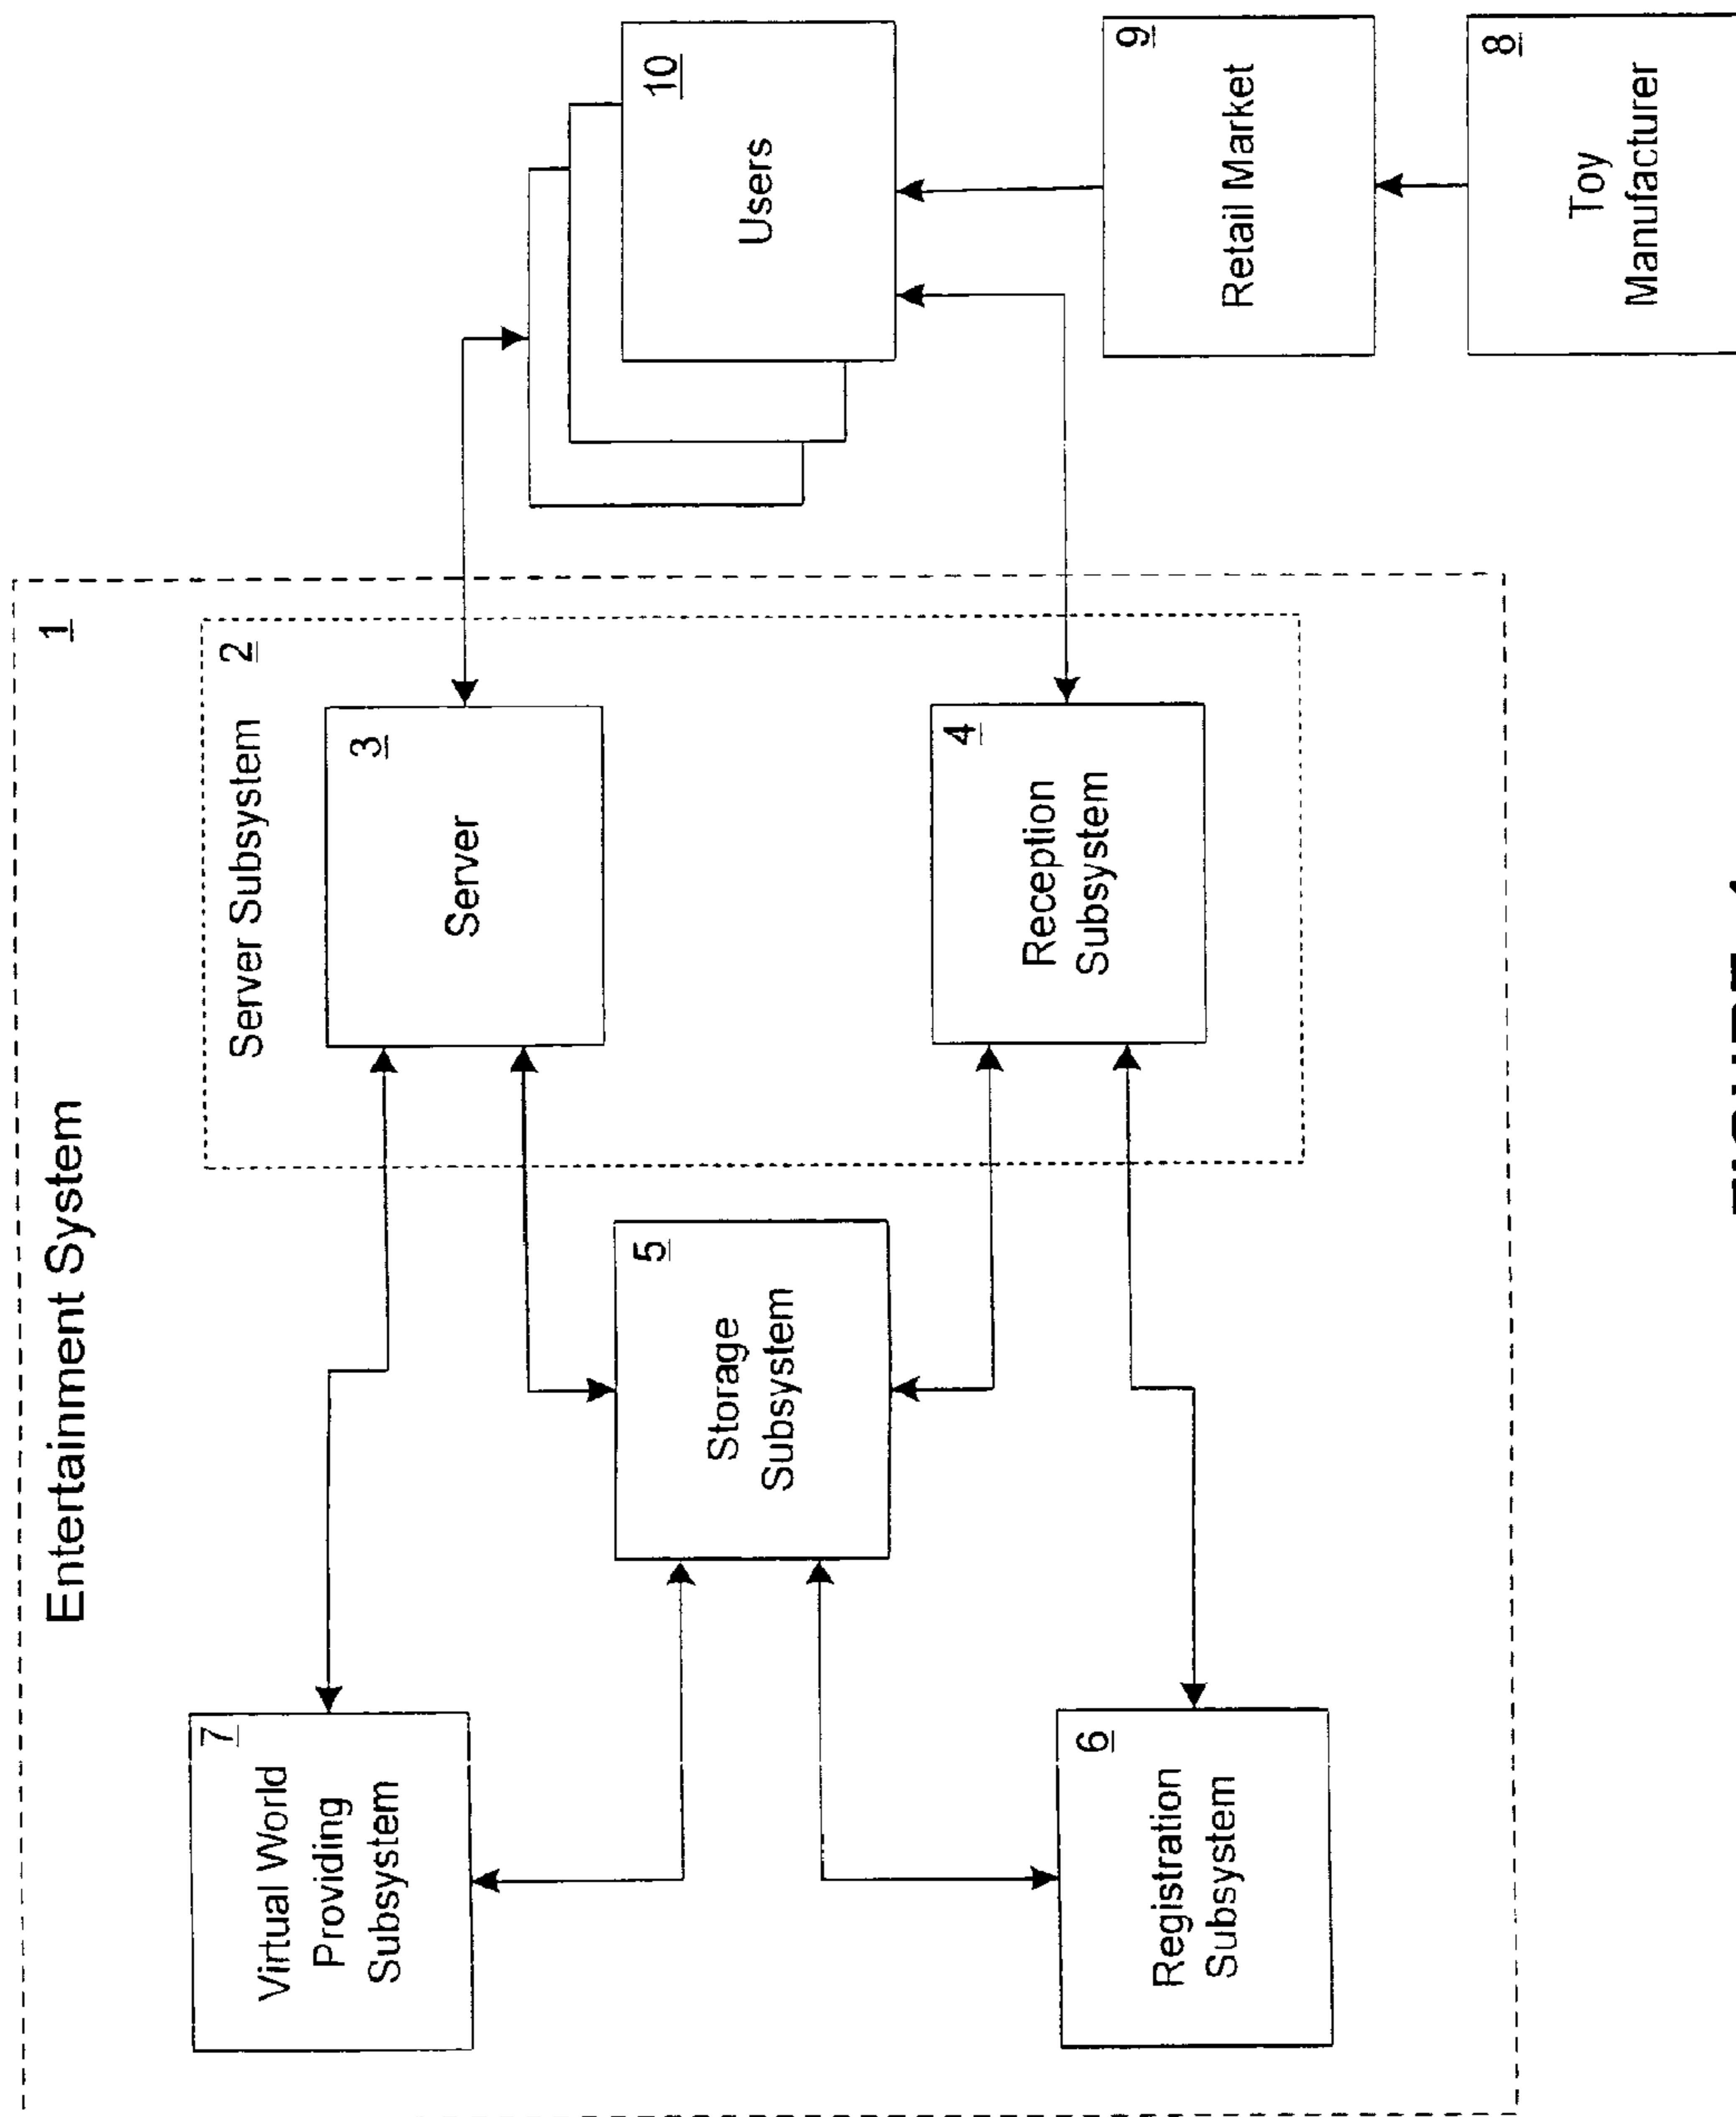 Entertainment System
1
Server Subsystem
2
7
Virtual World
Providing
Subsystem
3
Server
5
Storage
Subsystem
10
Users
6
Registration
Subsystem
4
Reception
Subsystem
9
Retail Market
8
Toy
Manufacturer